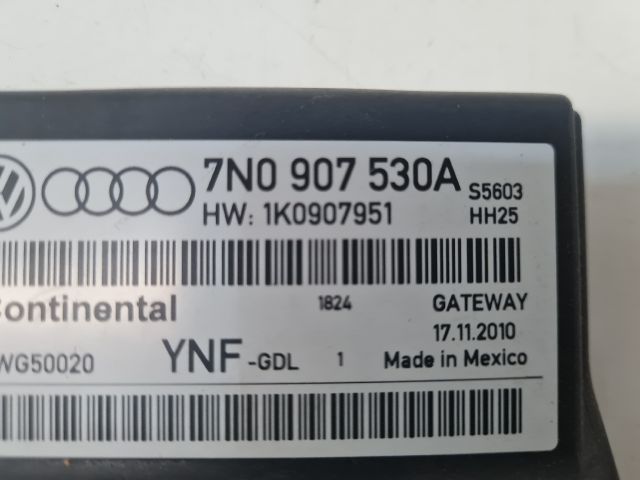 7N0 907 530A S5603
HW: 1K0907951 HH25
Continental 1824 GATEWAY
17.11.2010
WG50020 YNF -GDL 1 Made in Mexico